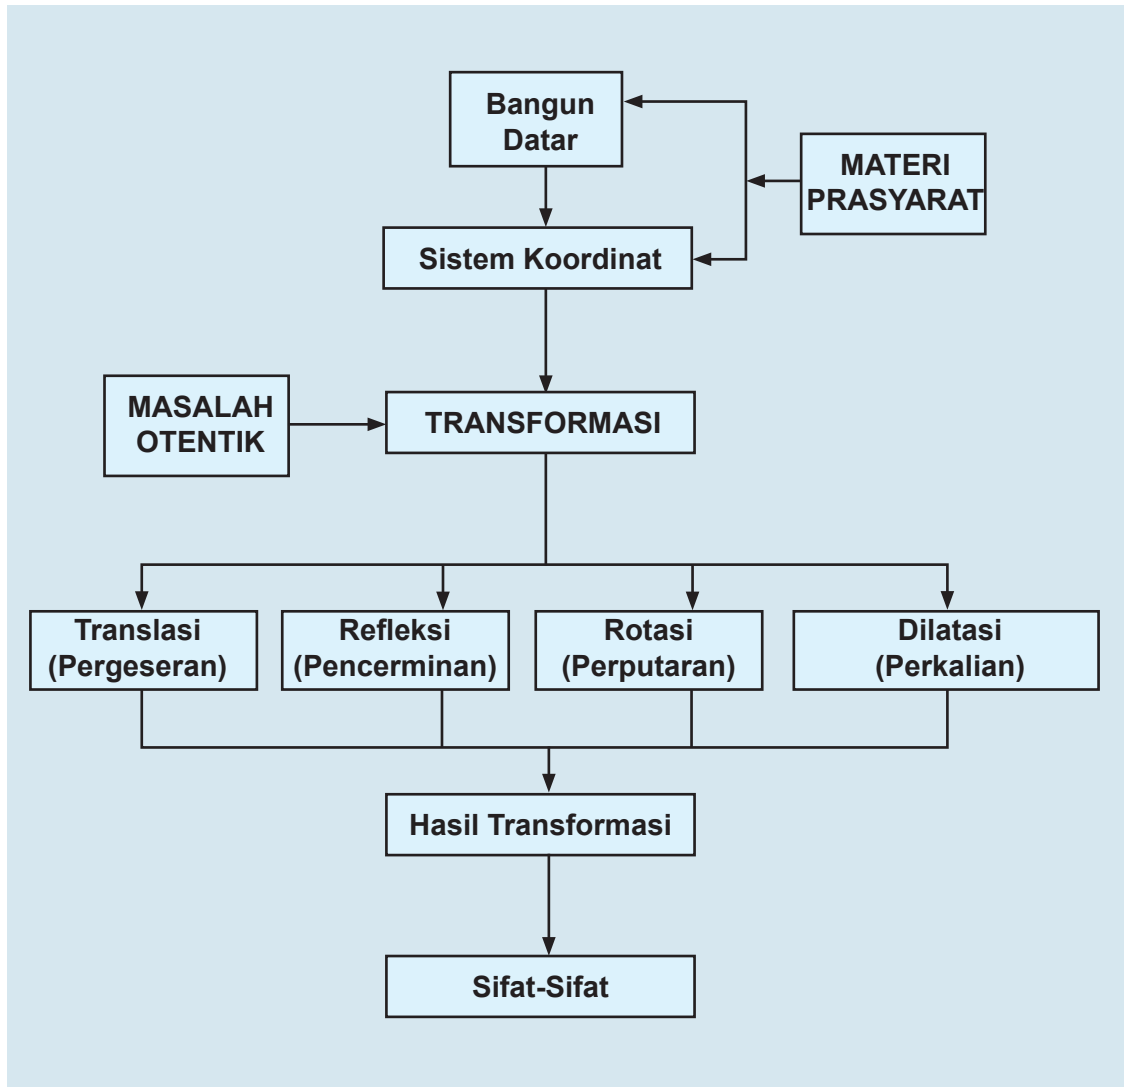 Bangun
Datar
MATERI
PRASYARAT
Sistem Koordinat
MASALAH
OTENTIK
TRANSFORMASI
Translasi
(Pergeseran)
Refleksi
(Pencerminan)
Rotasi
(Perputaran)
Dilatasi
(Perkalian)
Hasil Transformasi
Sifat-Sifat